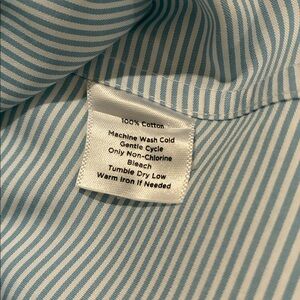 100% Cotton
Machine Wash Cold
Gentle Cycle
Only Non-Chlorine
Bleach
Tumble Dry Low
Warm Iron If Needed